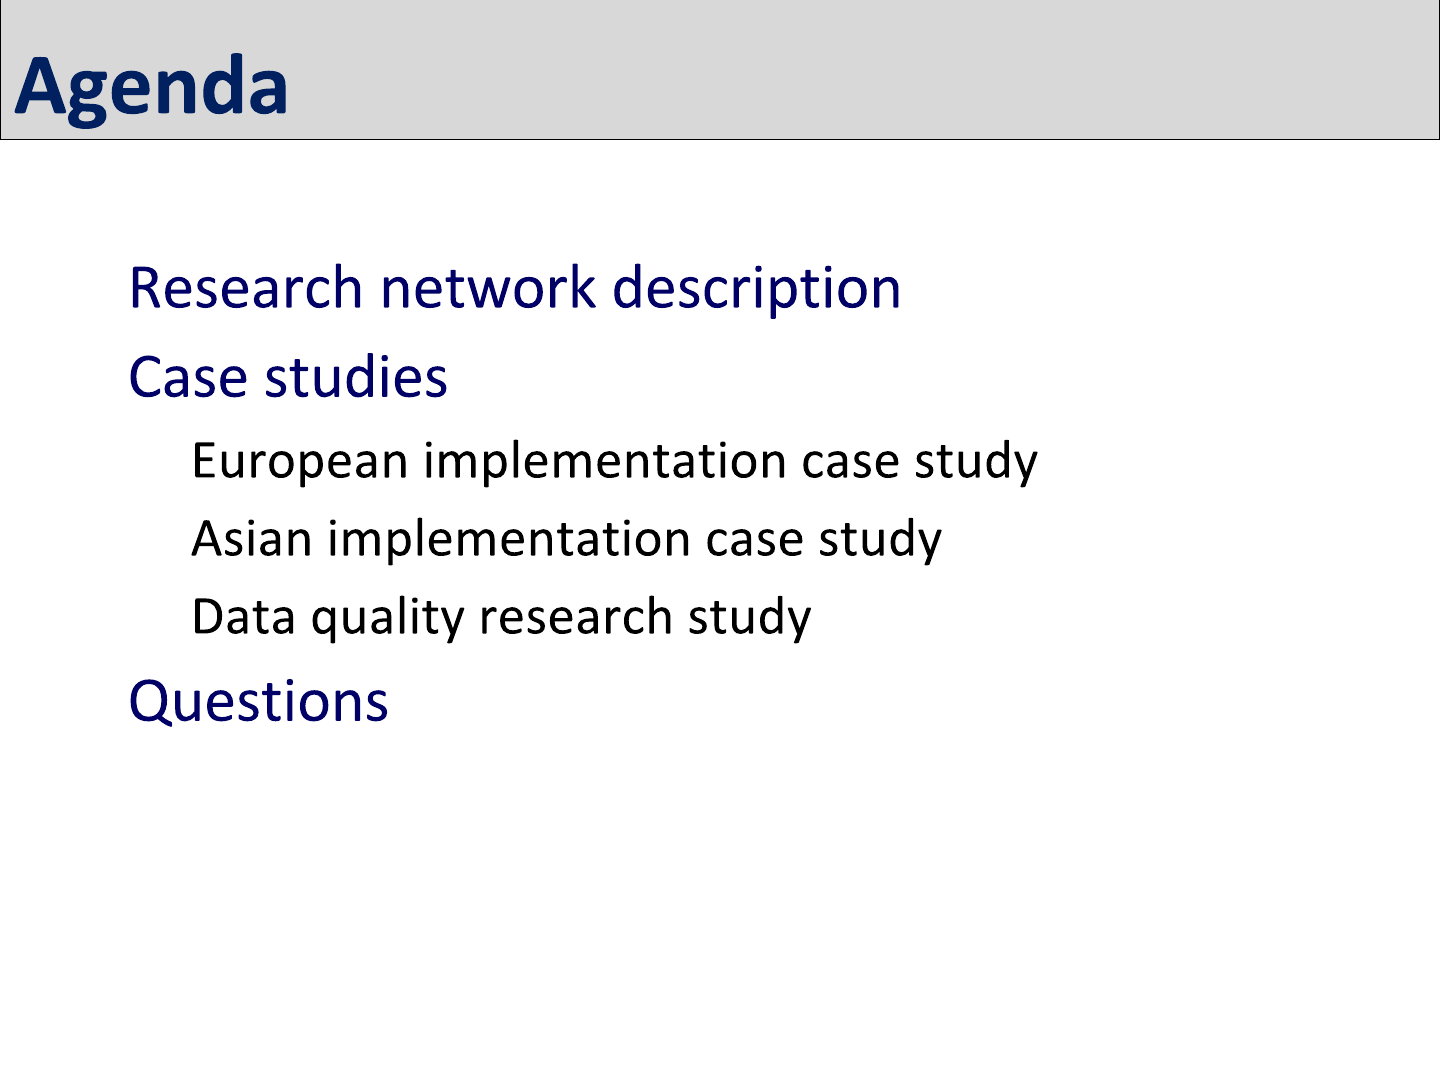 Agenda
Research network description
Case studies
European implementation case study
Asian implementation case study
Data quality research study
Questions